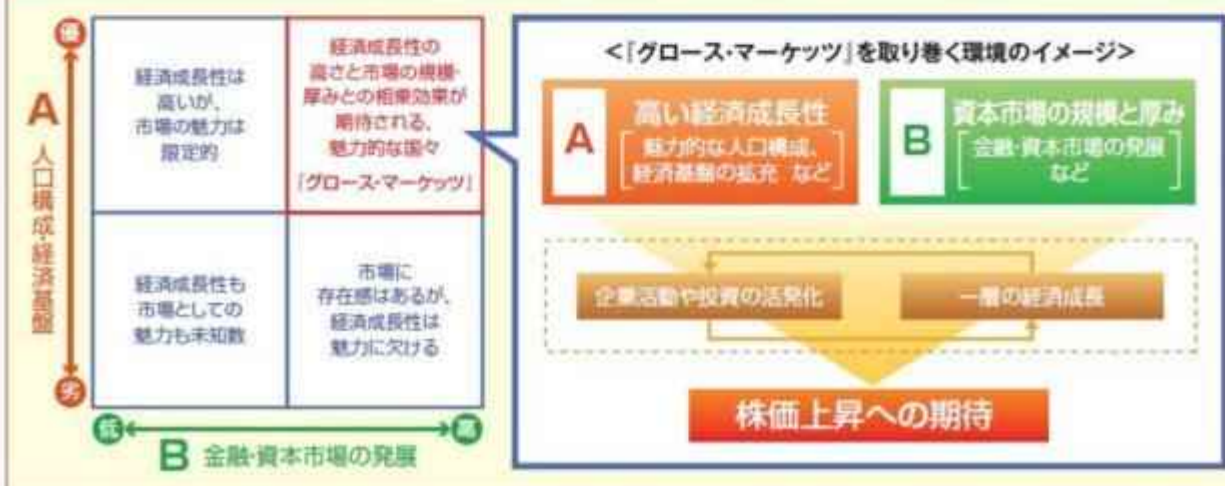 優
A 人口構成・経済基盤
劣
経済成長性は
高いが、
市場の魅力は
限定的
経済成長性の
高さと市場の規模・
厚みとの相乗効果が
期待される、
魅力的な国々
『グロース・マーケッツ』
経済成長性も
市場としての
魅力も未知数
市場に
存在感はあるが、
経済成長性は
魅力に欠ける
低
高
B 金融・資本市場の発展
<『グロース・マーケッツ』を取り巻く環境のイメージ>
A
高い経済成長性
魅力的な人口構成、
経済基盤の拡充 など
B
資本市場の規模と厚み
金融・資本市場の発展
など
企業活動や投資の活発化
一層の経済成長
株価上昇への期待